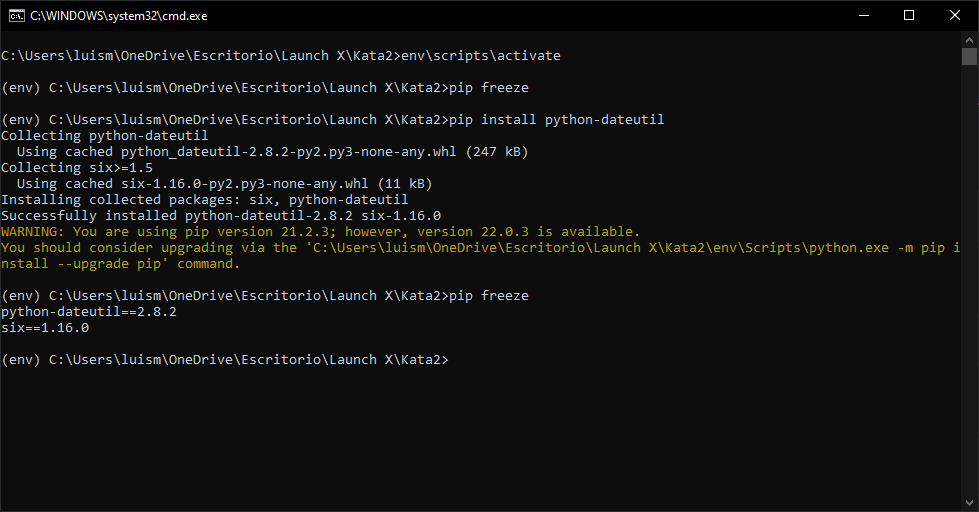 C:\WINDOWS\system32\cmd.exe
C:\Users\luism\OneDrive\Escritorio\Launch X\Kata2>env\scripts\activate
(env) C:\Users\luism\OneDrive\Escritorio\Launch X\Kata2>pip freeze
(env) C:\Users\luism\OneDrive\Escritorio\Launch X\Kata2>pip install python-dateutil
Collecting python-dateutil
  Using cached python_dateutil-2.8.2-py2.py3-none-any.whl (247 kB)
Collecting six>=1.5
  Using cached six-1.16.0-py2.py3-none-any.whl (11 kB)
Installing collected packages: six, python-dateutil
Successfully installed python-dateutil-2.8.2 six-1.16.0
WARNING: You are using pip version 21.2.3; however, version 22.0.3 is available.
You should consider upgrading via the 'C:\Users\luism\OneDrive\Escritorio\Launch X\Kata2\env\Scripts\python.exe -m pip i
nstall --upgrade pip' command.
(env) C:\Users\luism\OneDrive\Escritorio\Launch X\Kata2>pip freeze
python-dateutil==2.8.2
six==1.16.0
(env) C:\Users\luism\OneDrive\Escritorio\Launch X\Kata2>